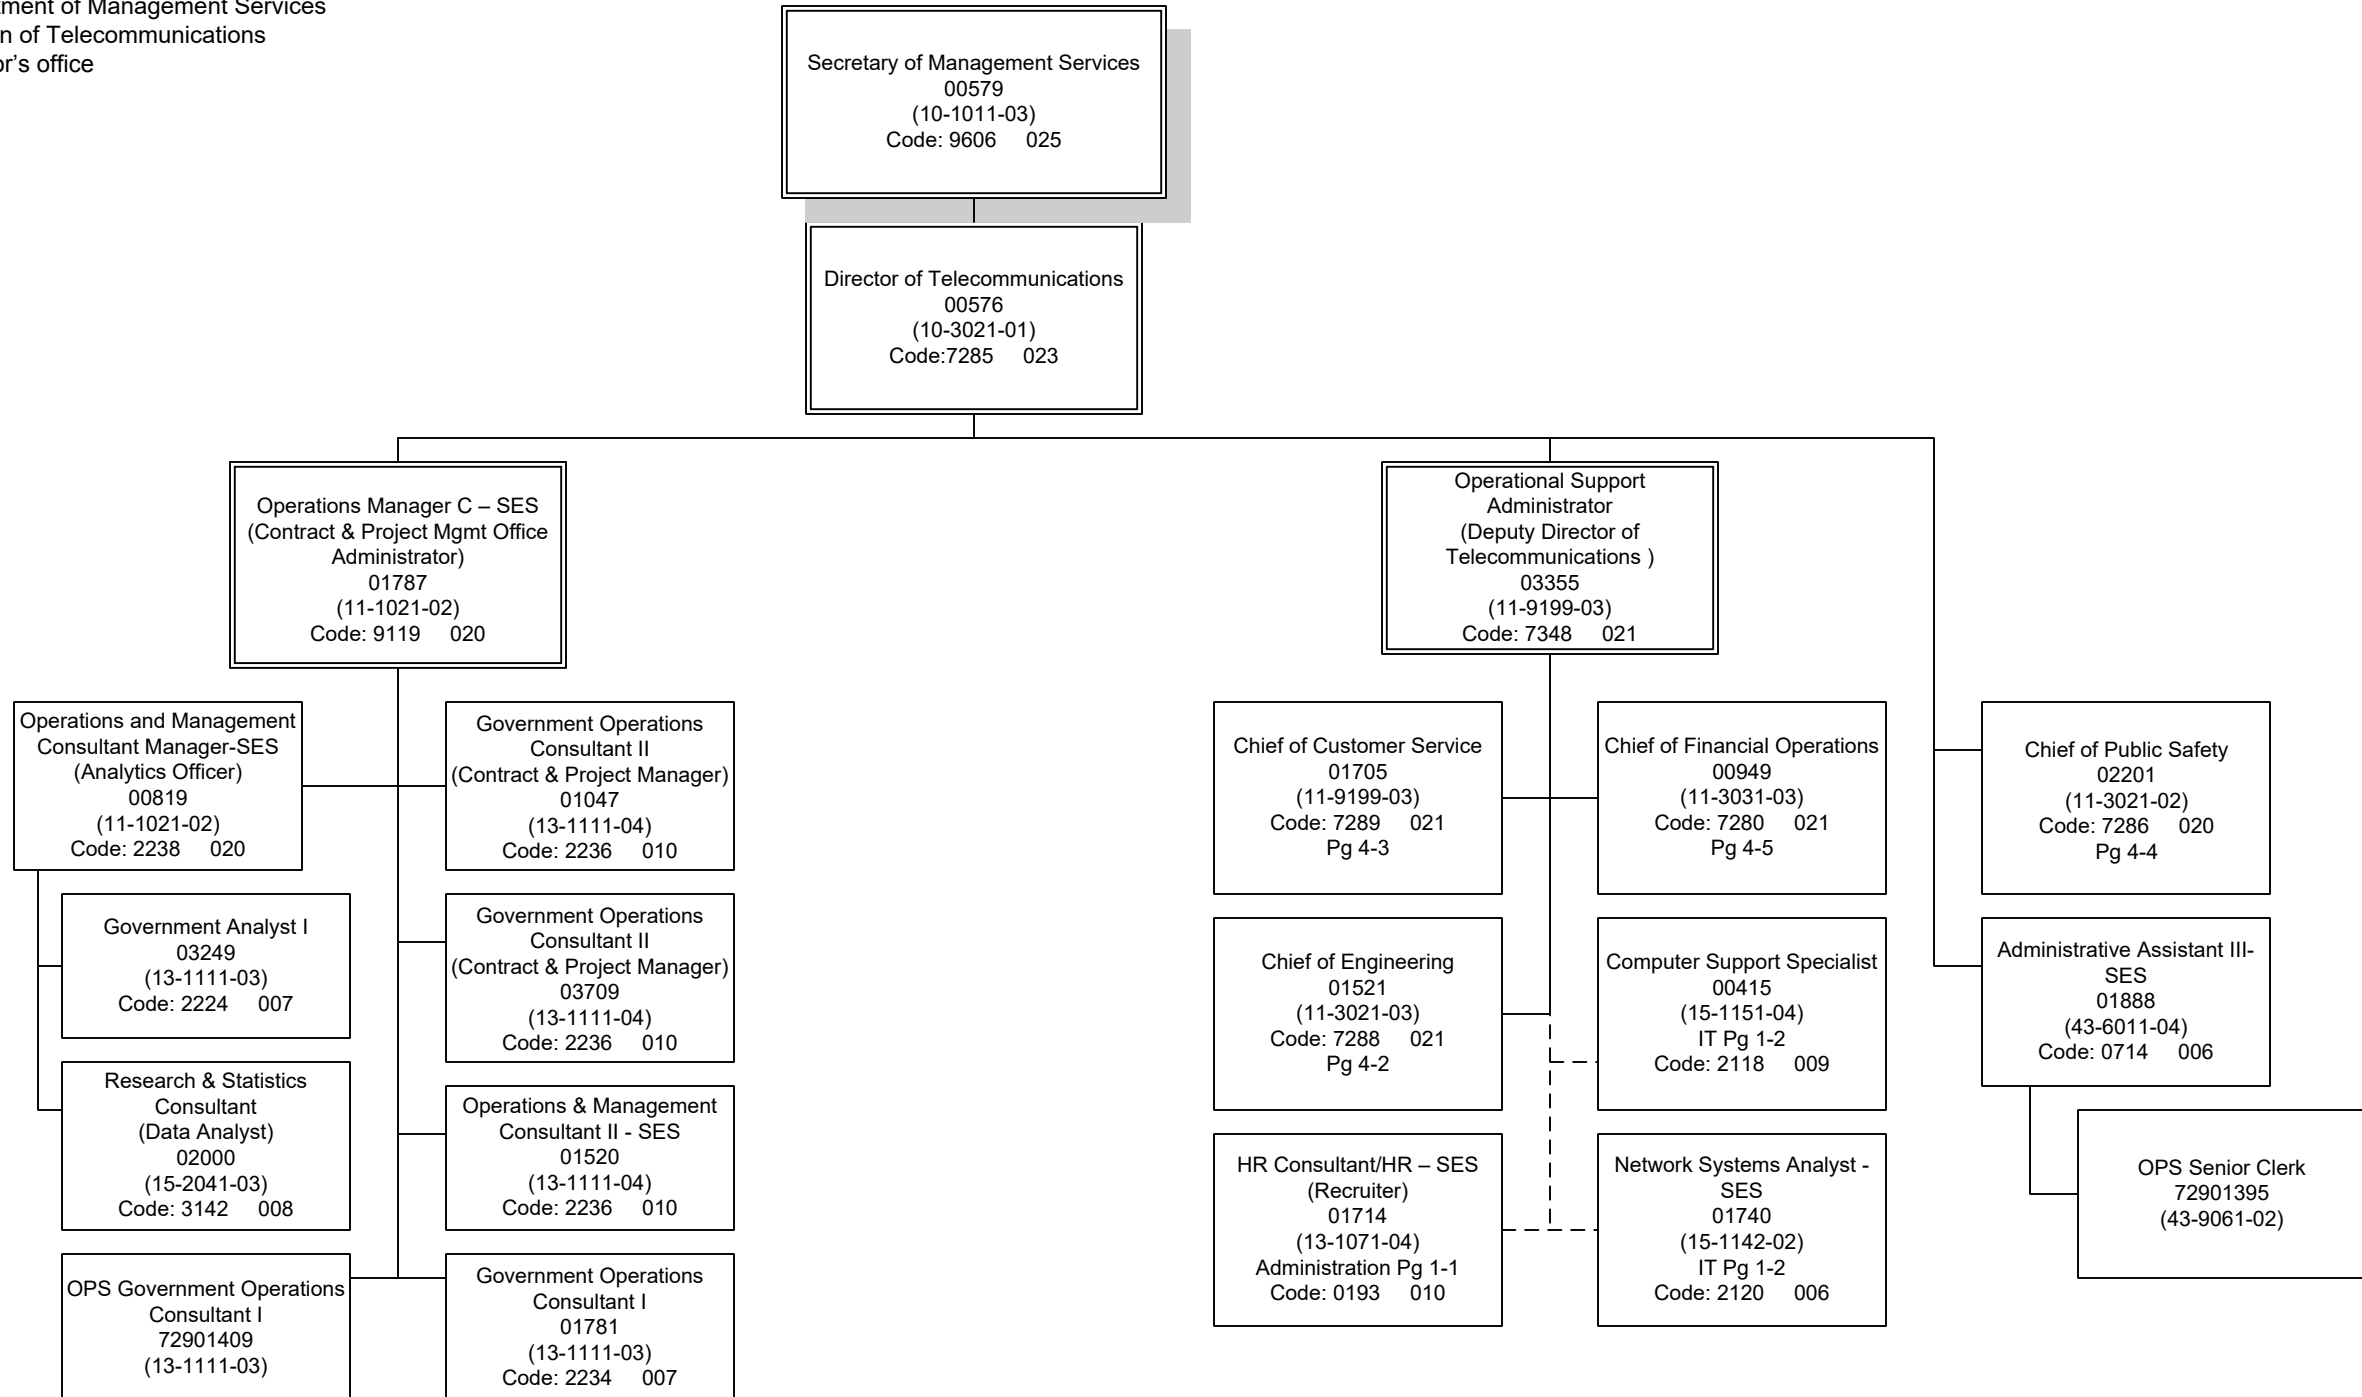 of Management Services
of Telecommunications
office
Secretary of Management Services
00579
(10-1011-03)
Code: 9606 025
Director of Telecommunications
00576
(10-3021-01)
Code:7285 023
Operations Manager C – SES
(Contract & Project Mgmt Office
Administrator)
01787
(11-1021-02)
Code: 9119 020
Operational Support
Administrator
(Deputy Director of
Telecommunications )
03355
(11-9199-03)
Code: 7348 021
Operations and Management
Consultant Manager-SES
(Analytics Officer)
00819
(11-1021-02)
Code: 2238 020
Government Operations
Consultant II
(Contract & Project Manager)
01047
(13-1111-04)
Code: 2236 010
Chief of Customer Service
01705
(11-9199-03)
Code: 7289 021
Pg 4-3
Chief of Financial Operations
00949
(11-3031-03)
Code: 7280 021
Pg 4-5
Chief of Public Safety
02201
(11-3021-02)
Code: 7286 020
Pg 4-4
Government Analyst I
03249
(13-1111-03)
Code: 2224 007
Government Operations
Consultant II
(Contract & Project Manager)
03709
(13-1111-04)
Code: 2236 010
Chief of Engineering
01521
(11-3021-03)
Code: 7288 021
Pg 4-2
Computer Support Specialist
00415
(15-1151-04)
IT Pg 1-2
Code: 2118 009
Administrative Assistant III-
SES
01888
(43-6011-04)
Code: 0714 006
Research & Statistics
Consultant
(Data Analyst)
02000
(15-2041-03)
Code: 3142 008
Operations & Management
Consultant II - SES
01520
(13-1111-04)
Code: 2236 010
HR Consultant/HR – SES
(Recruiter)
01714
(13-1071-04)
Administration Pg 1-1
Code: 0193 010
Network Systems Analyst -
SES
01740
(15-1142-02)
IT Pg 1-2
Code: 2120 006
OPS Senior Clerk
72901395
(43-9061-02)
OPS Government Operations
Consultant I
72901409
(13-1111-03)
Government Operations
Consultant I
01781
(13-1111-03)
Code: 2234 007